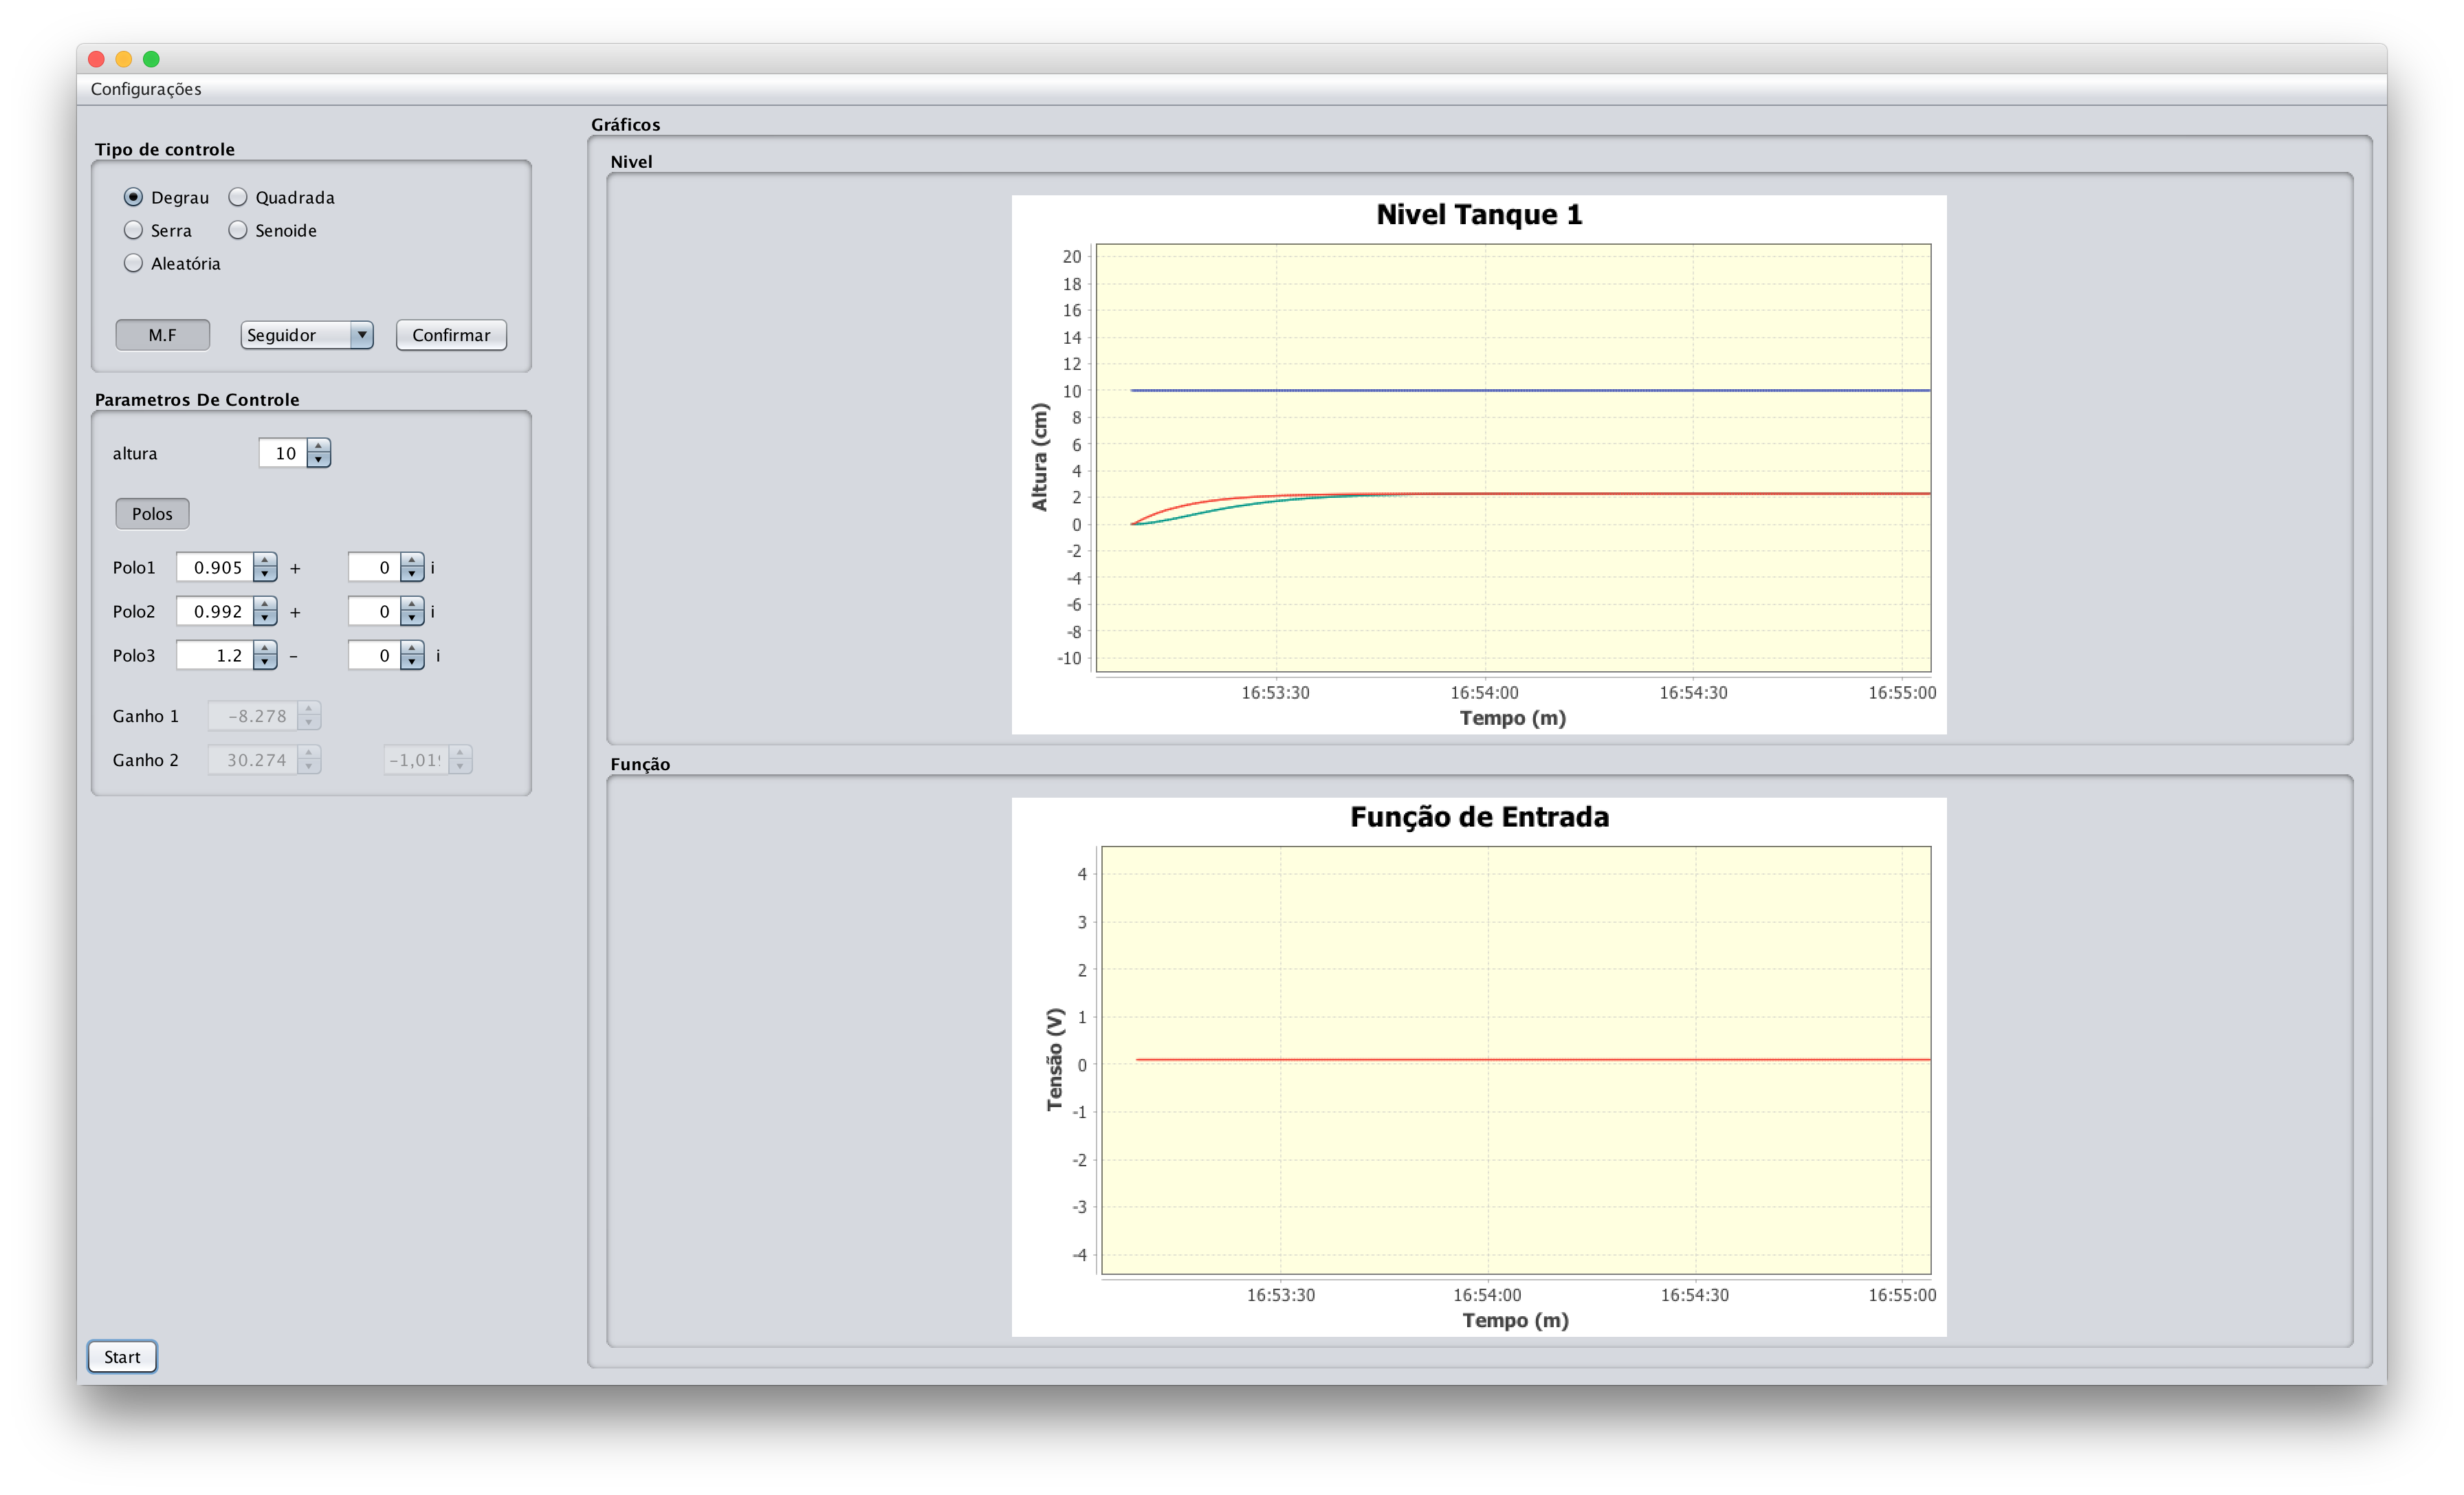 Configurações
Tipo de controle
Degrau Quadrada
Serra Senoide
Aleatória
M.F Seguidor Confirmar
Parametros De Controle
altura 10
Polos
Polo1 0.905 + 0 i
Polo2 0.992 + 0 i
Polo3 1.2 - 0 i
Ganho 1 -8.278
Ganho 2 30.274
Start
Gráficos
Nivel
Nivel Tanque 1
Altura (cm)
20
18
16
14
12
10
8
6
4
2
0
-2
-4
-6
-8
-10
16:53:30 16:54:00 16:54:30 16:55:00
Tempo (m)
Função
Função de Entrada
Tensão (V)
4
3
2
1
0
-1
-2
-3
-4
16:53:30 16:54:00 16:54:30 16:55:00
Tempo (m)